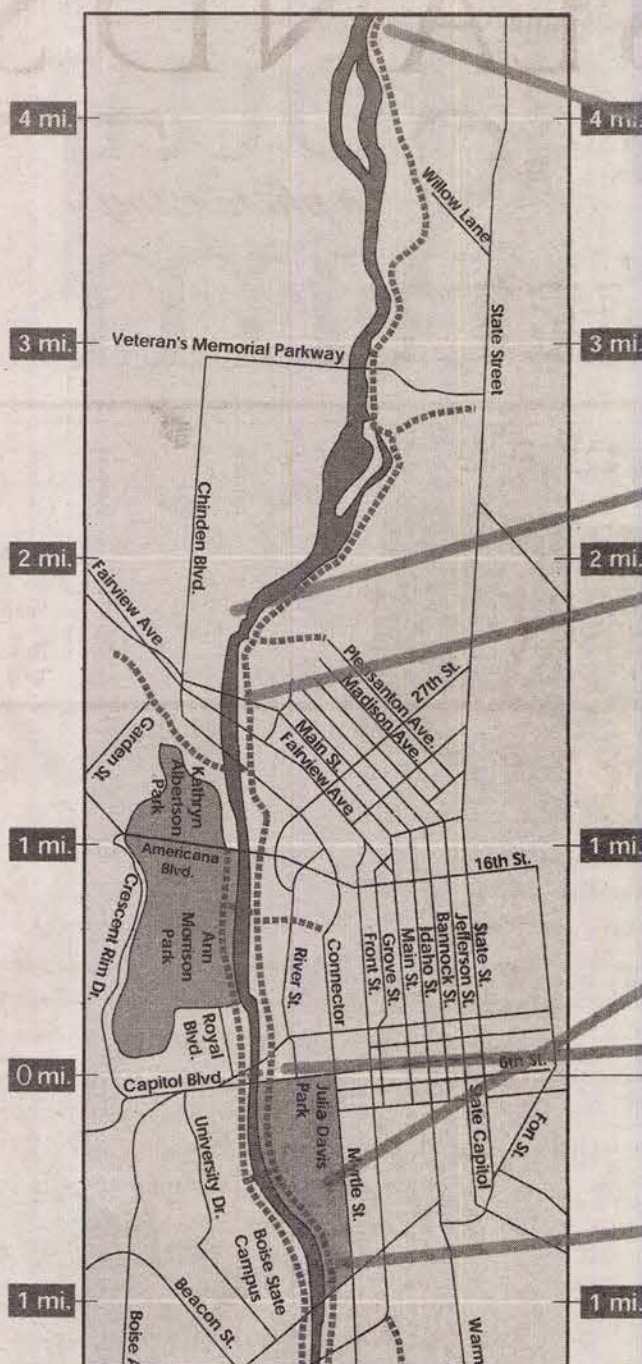 4 mi.
4 mi.
Willow Lane
State Street
3 mi.
Veteran's Memorial Parkway
3 mi.
Chinden Blvd.
2 mi.
2 mi.
Fairview Ave
Pleasanton Ave.
Madison Ave.
27th St.
Main St.
Fairview Ave
Garden St.
Kathryn
Albertson
Park
1 mi.
1 mi.
Americana
Blvd.
16th St.
Crescent Rim Dr.
Ann
Morrison
Park
River St.
Connector
Front St.
Grove St.
Main St.
Idaho St.
Bannock St.
Jefferson St.
State St.
Royal
Blvd.
0 mi.
0 mi.
Capitol Blvd.
6th St.
Julia Davis
Park
State Capitol
Fort St.
University Dr.
Myrtle St.
Boise State
Campus
Beacon St.
1 mi.
1 mi.
Boise A
Warm